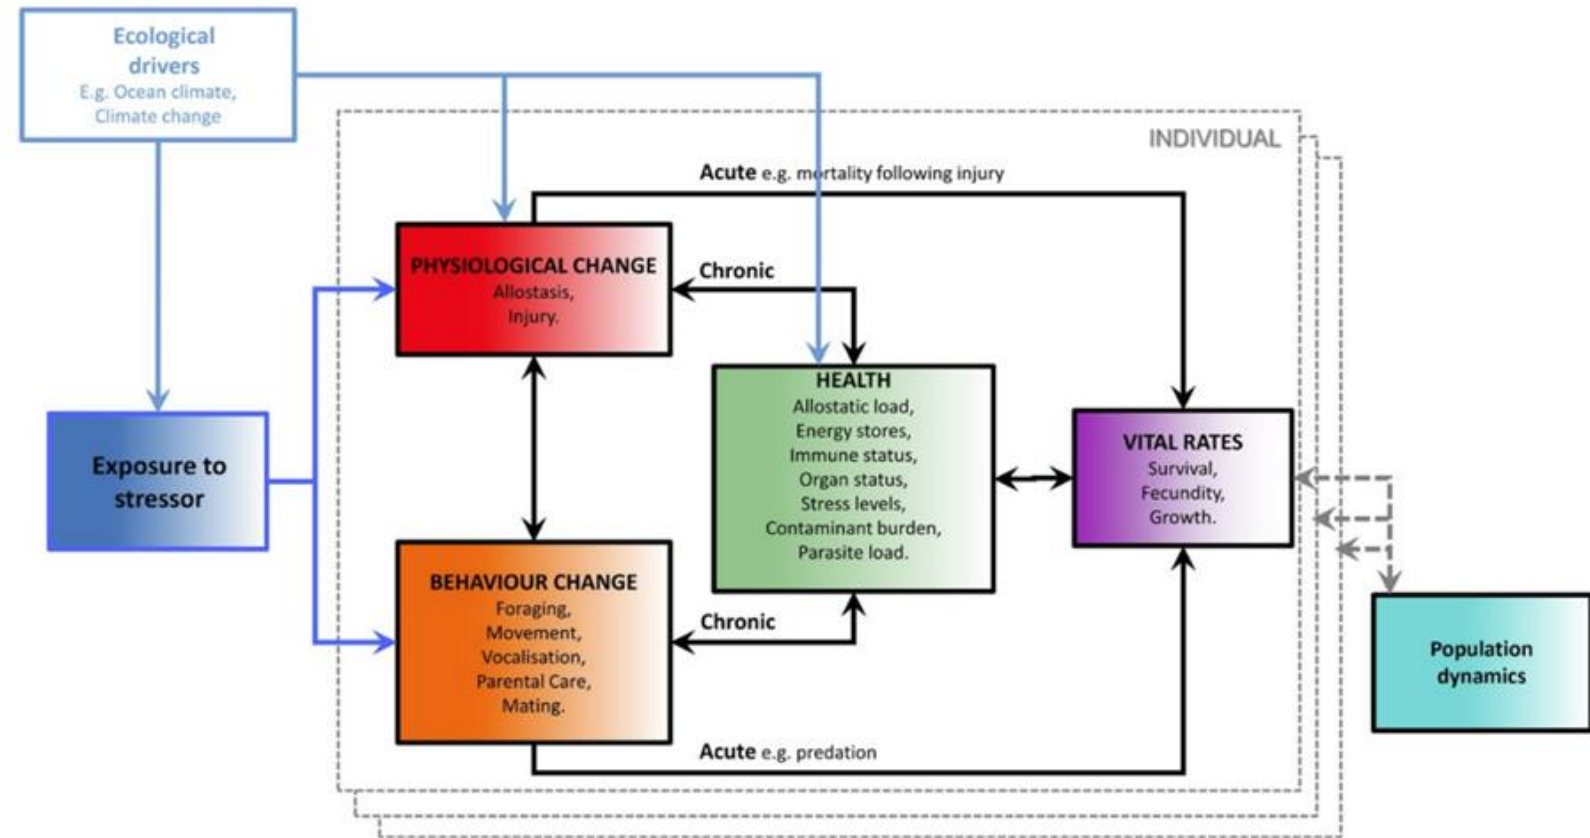 Ecological
drivers
E.g. Ocean climate,
Climate change
INDIVIDUAL
Acute e.g. mortality following injury
PHYSIOLOGICAL CHANGE
Allostasis,
Injury.
Chronic
HEALTH
Allostatic load,
Energy stores,
Immune status,
Organ status,
Stress levels,
Contaminant burden,
Parasite load.
VITAL RATES
Survival,
Fecundity,
Growth.
Exposure to
stressor
BEHAVIOUR CHANGE
Foraging,
Movement,
Vocalisation,
Parental Care,
Mating.
Chronic
Acute e.g. predation
Population
dynamics